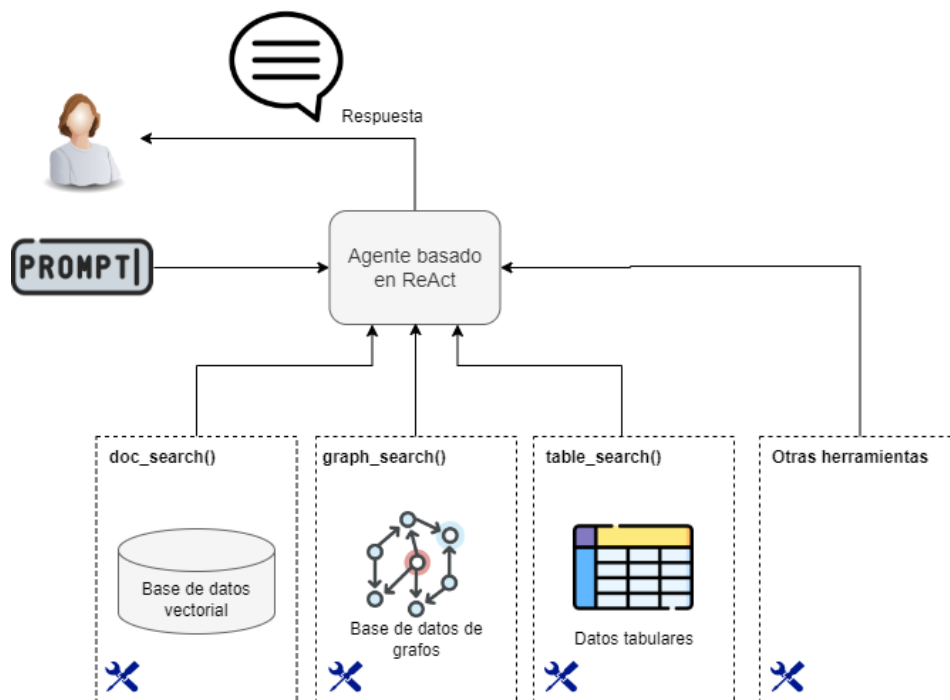 Respuesta
PROMPT
Agente basado
en ReAct
doc_search()
graph_search()
table_search()
Otras herramientas
Base de datos
vectorial
Base de datos de
grafos
Datos tabulares